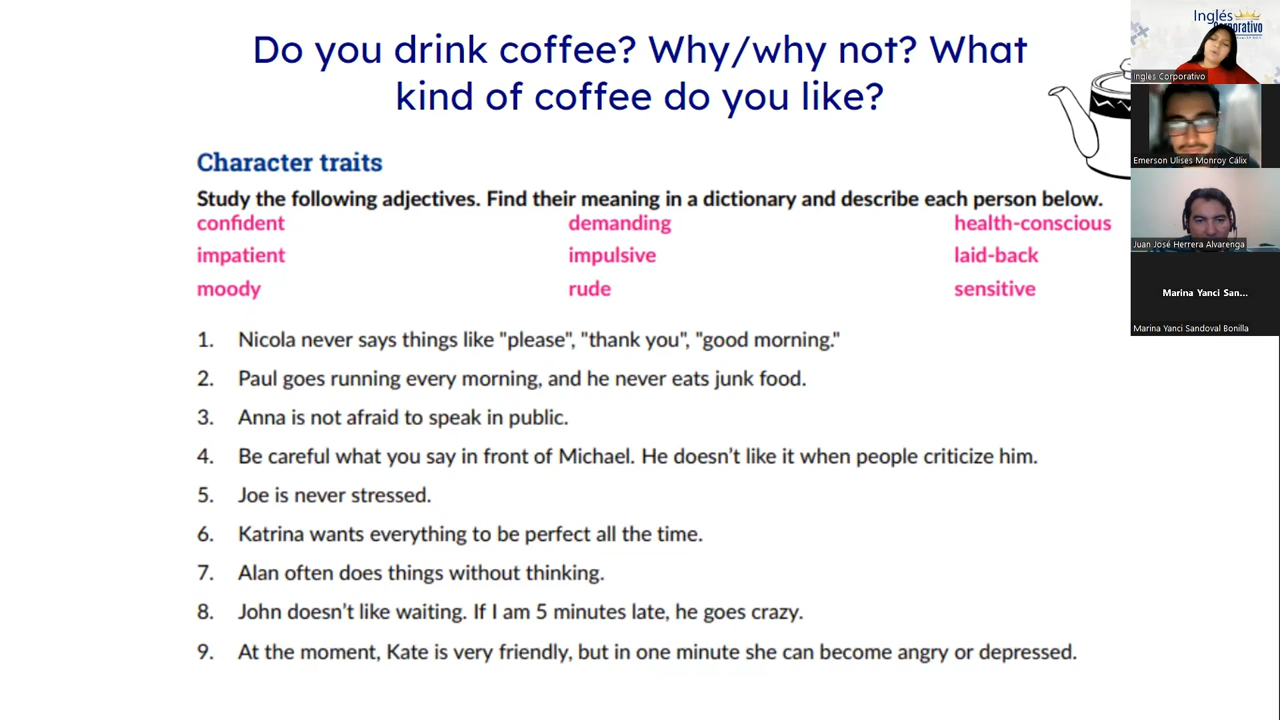 Do you drink coffee? Why/why not? What
kind of coffee do you like?
Character traits
Study the following adjectives. Find their meaning in a dictionary and describe each person below.
confident demanding health-conscious
impatient impulsive laid-back
moody rude sensitive
1. Nicola never says things like "please", "thank you", "good morning."
2. Paul goes running every morning, and he never eats junk food.
3. Anna is not afraid to speak in public.
4. Be careful what you say in front of Michael. He doesn't like it when people criticize him.
5. Joe is never stressed.
6. Katrina wants everything to be perfect all the time.
7. Alan often does things without thinking.
8. John doesn't like waiting. If I am 5 minutes late, he goes crazy.
9. At the moment, Kate is very friendly, but in one minute she can become angry or depressed.
Inglés
Corporativo
Ingles Corporativo
Emerson Ulises Monroy Cálix
Juan José Herrera Alvarenga
Marina Yanci San...
Marina Yanci Sandoval Bonilla